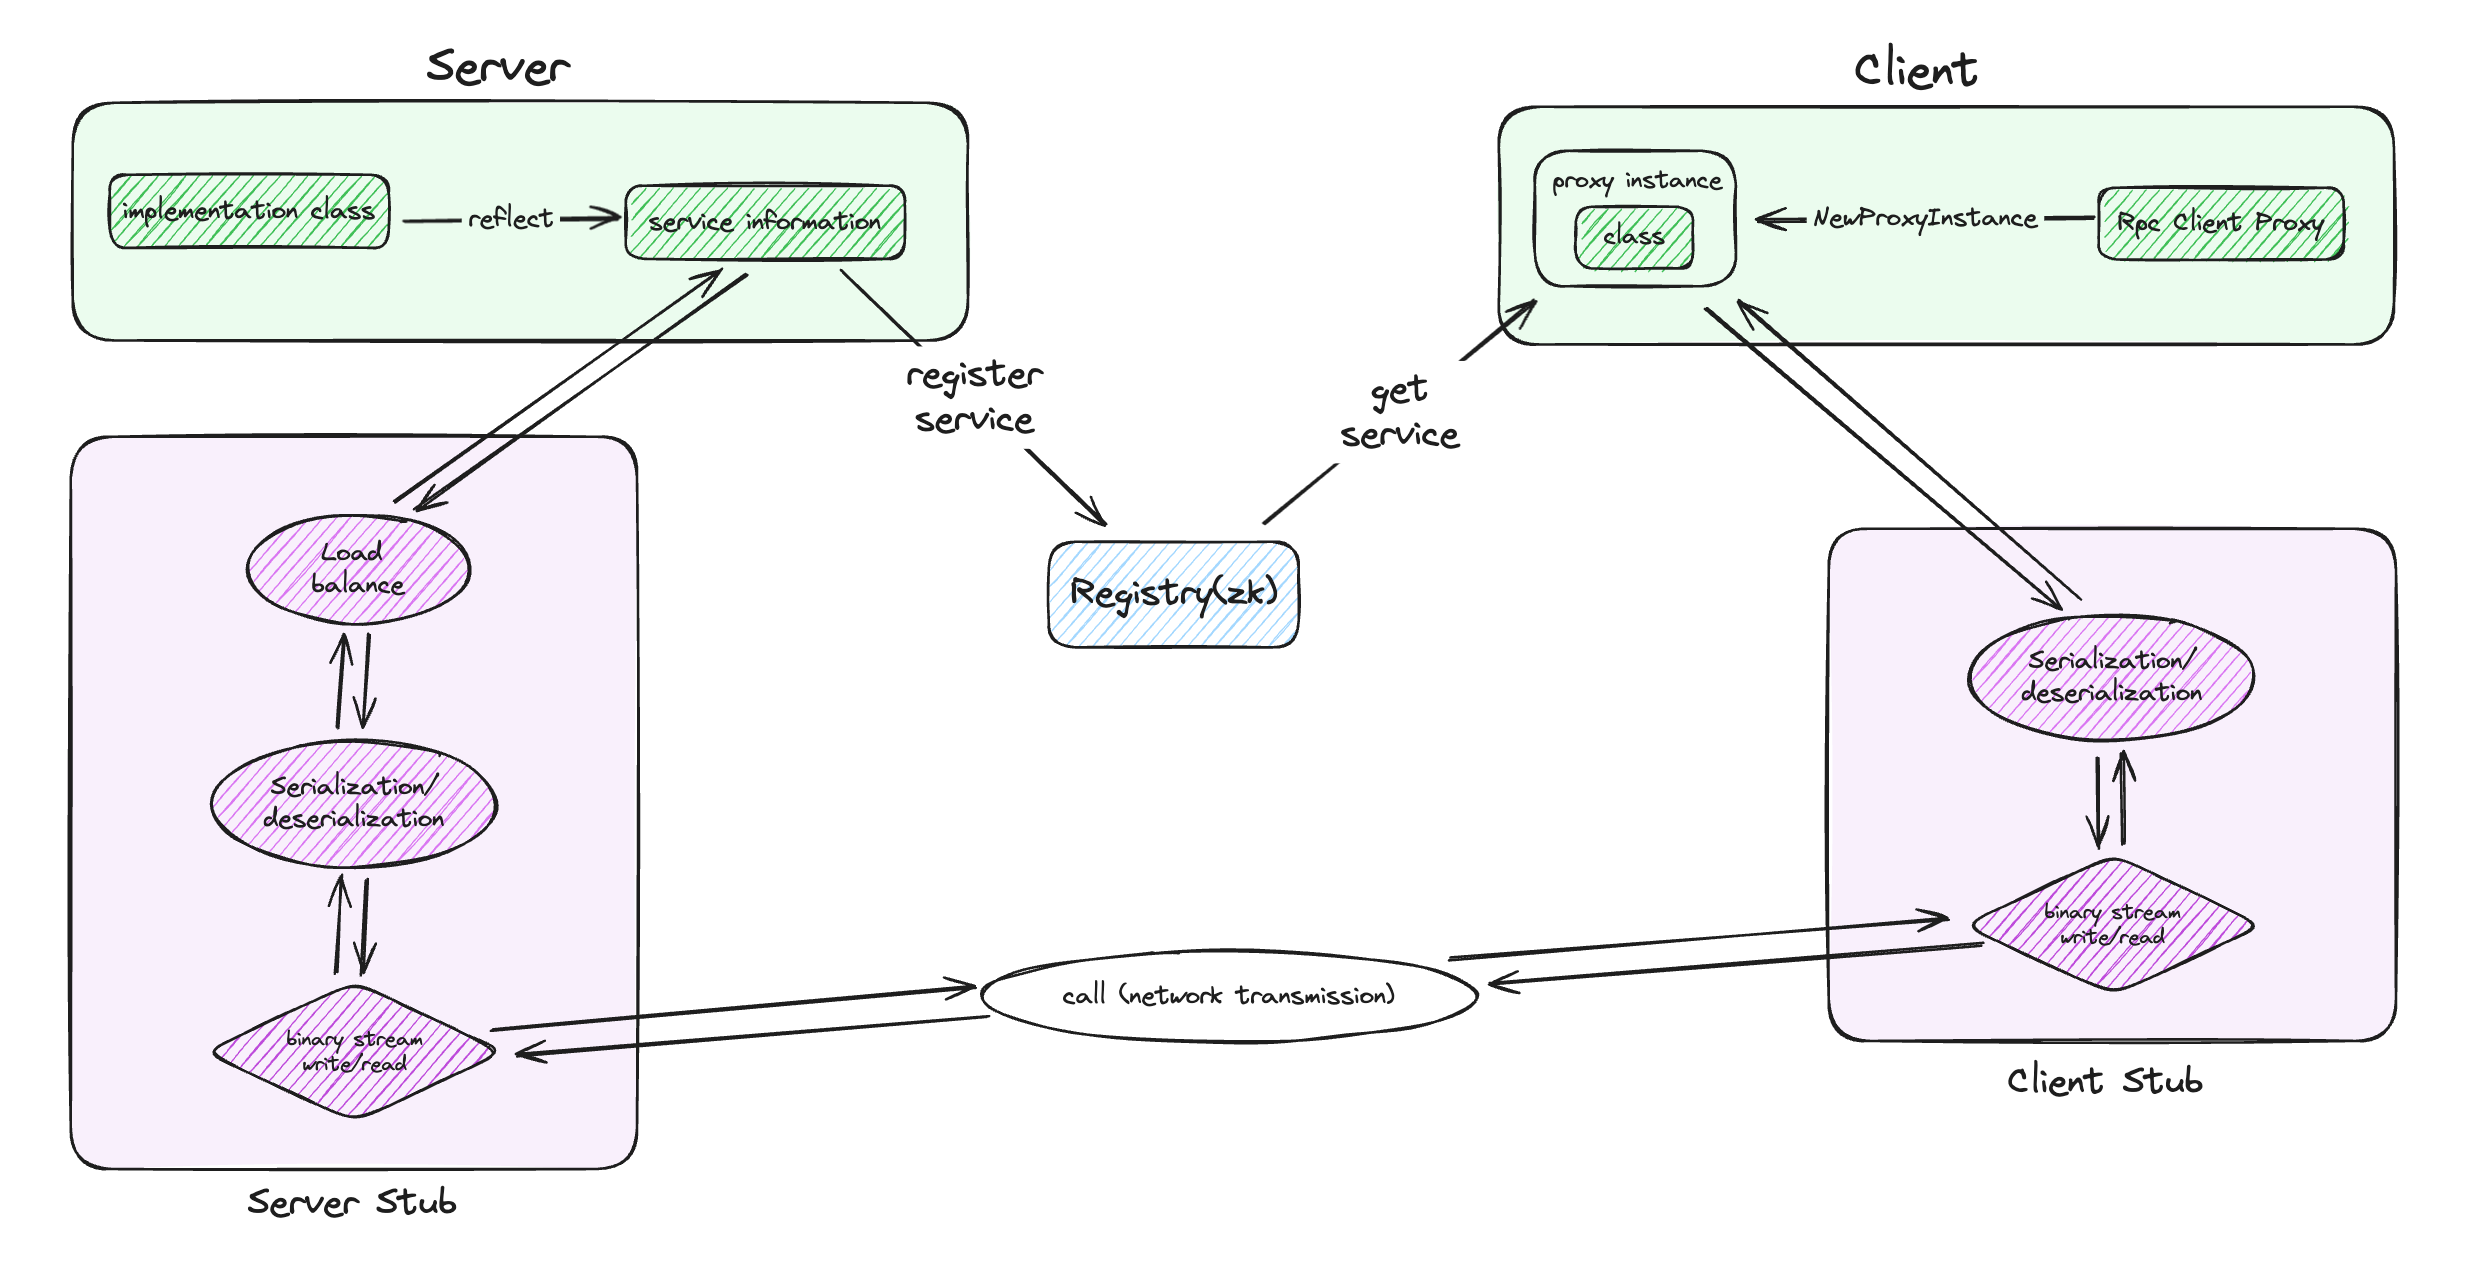 Server
Client
implementation class
reflect
service information
proxy instance
class
NewProxyInstance
Rpc Client Proxy
register
service
get
service
Load
balance
Registry(zk)
Serialization/
deserialization
Serialization/
deserialization
binary stream
write/read
call (network transmission)
binary stream
write/read
Client Stub
Server Stub